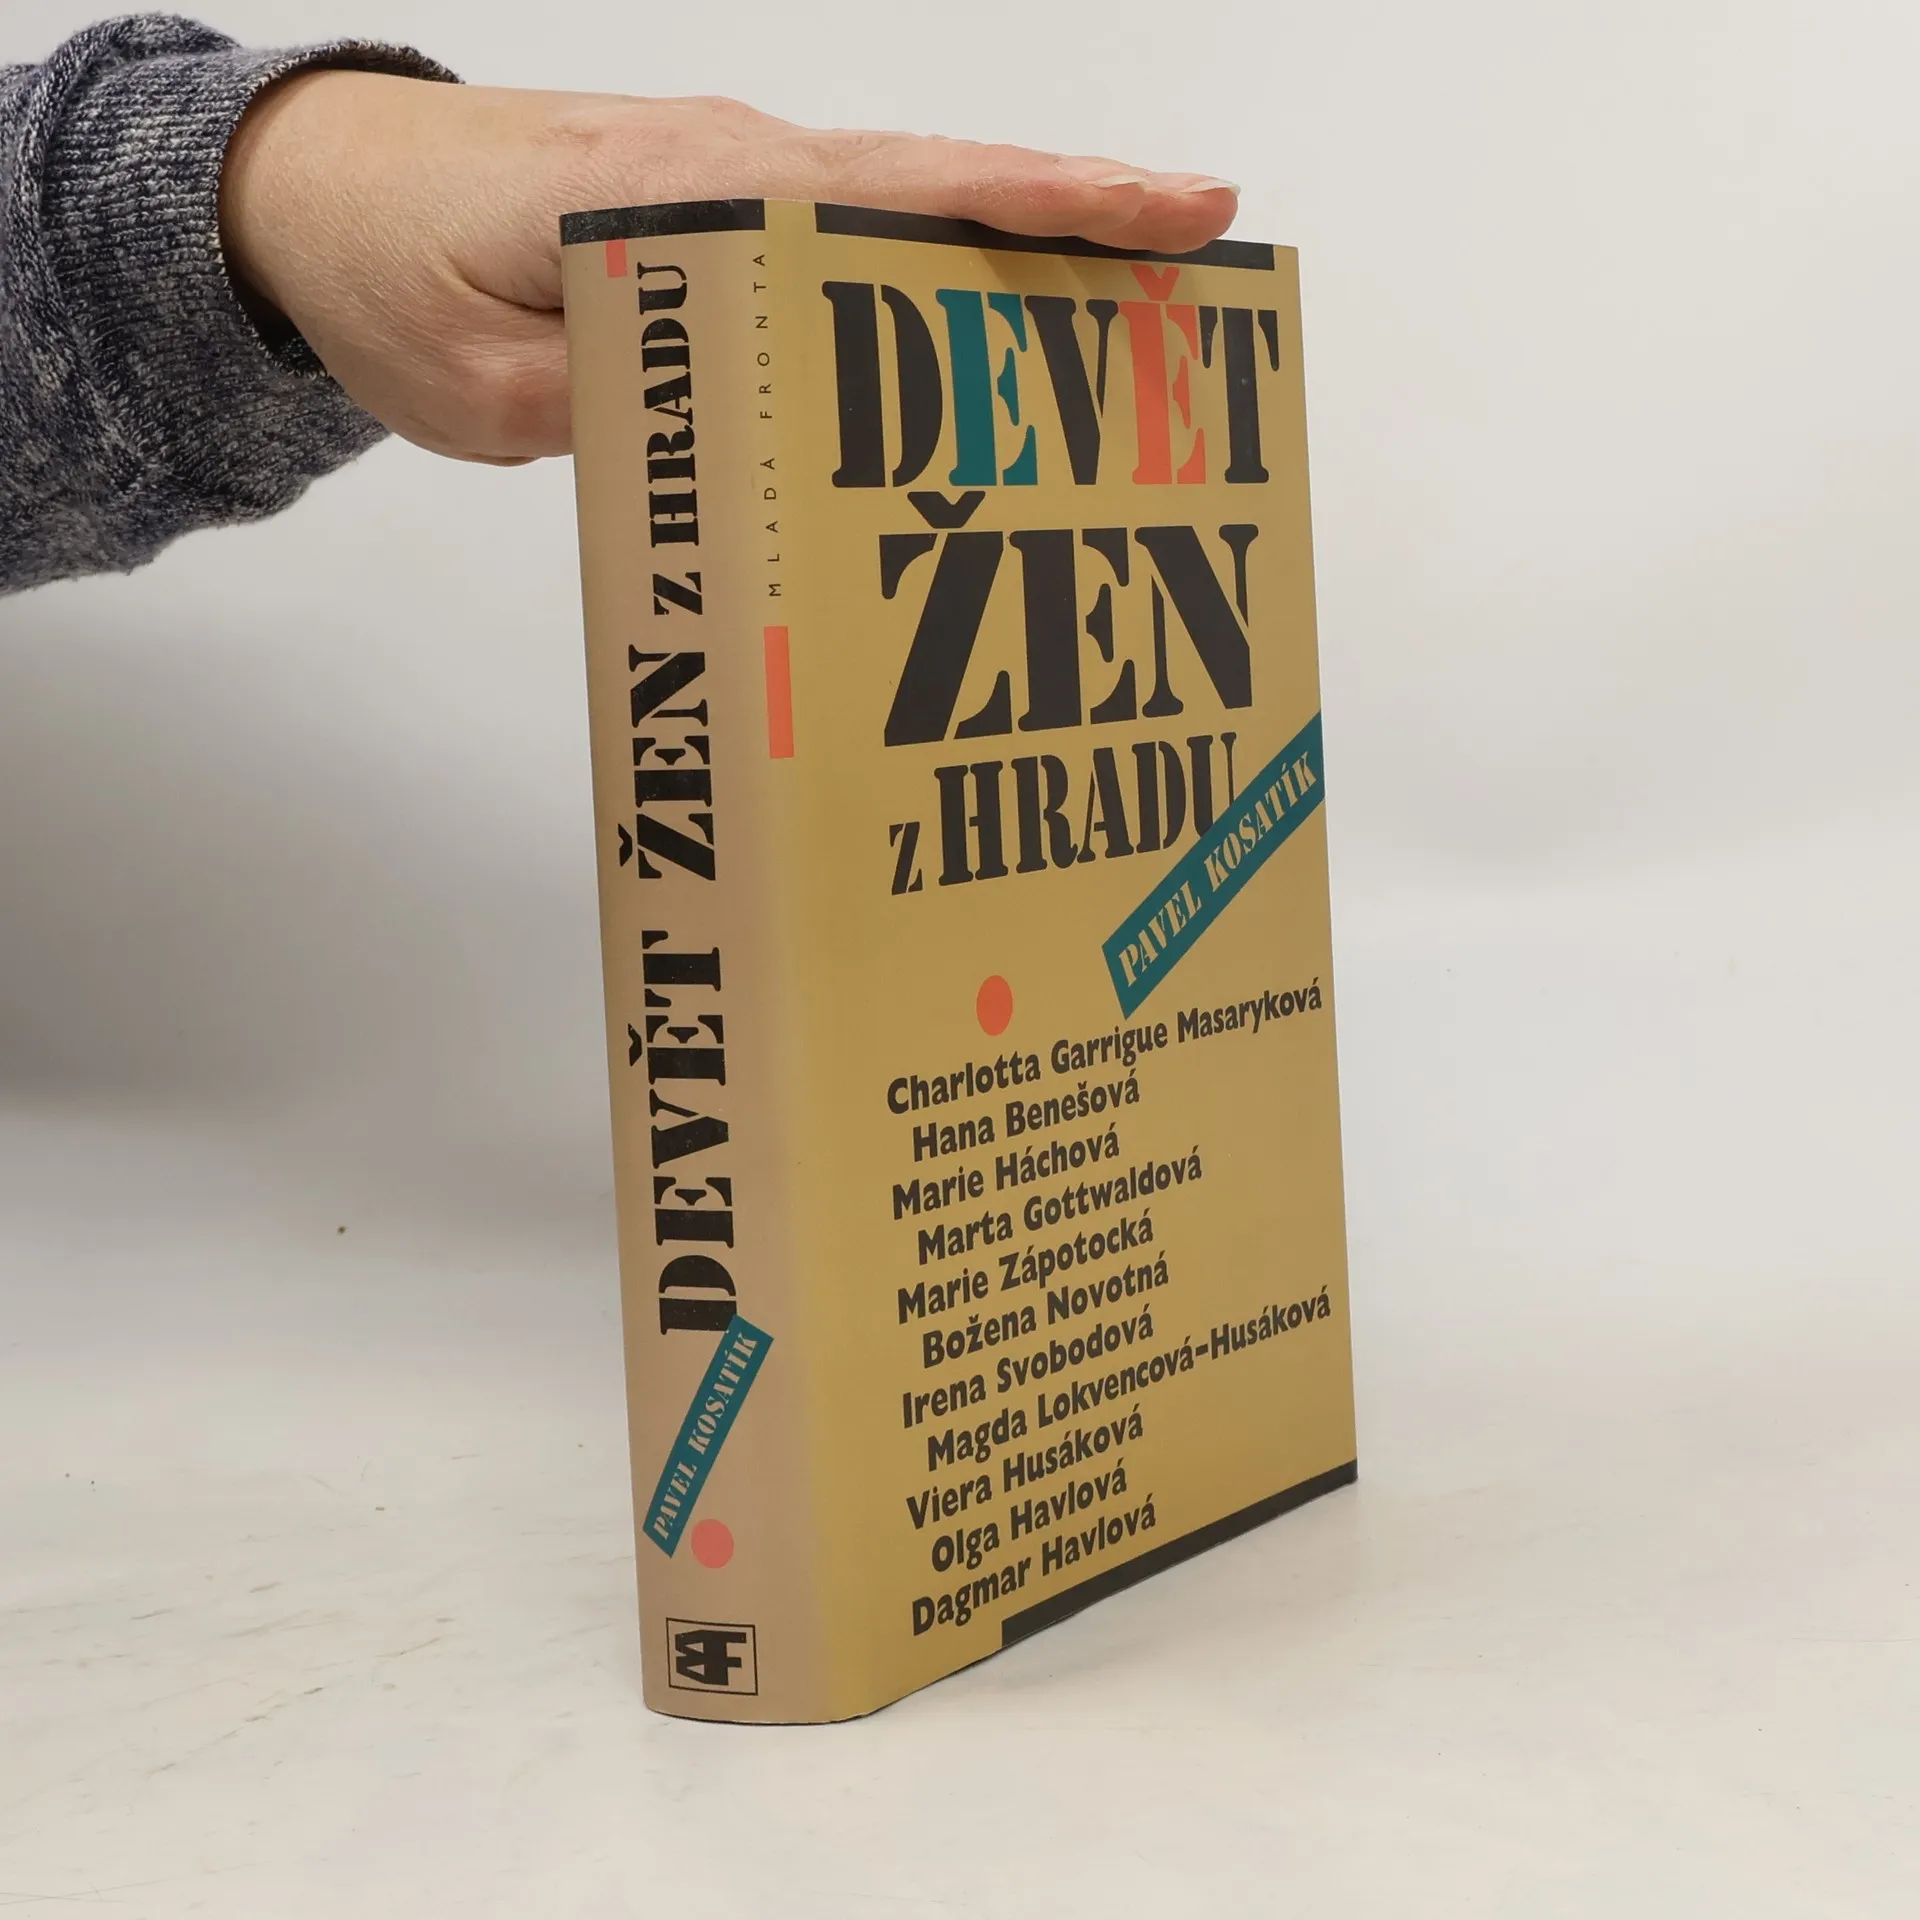 DEVĚT ŽEN Z HRADU
PAVEL KOSATÍK
MF
MLADÁ FRONTA
DEVĚT
ŽEN
Z HRADU
PAVEL KOSATÍK
Charlotta Garrigue Masaryková
Hana Benešová
Marie Háchová
Marta Gottwaldová
Marie Zápotocká
Božena Novotná
Irena Svobodová
Magda Lokvencová-Husáková
Viera Husáková
Olga Havlová
Dagmar Havlová